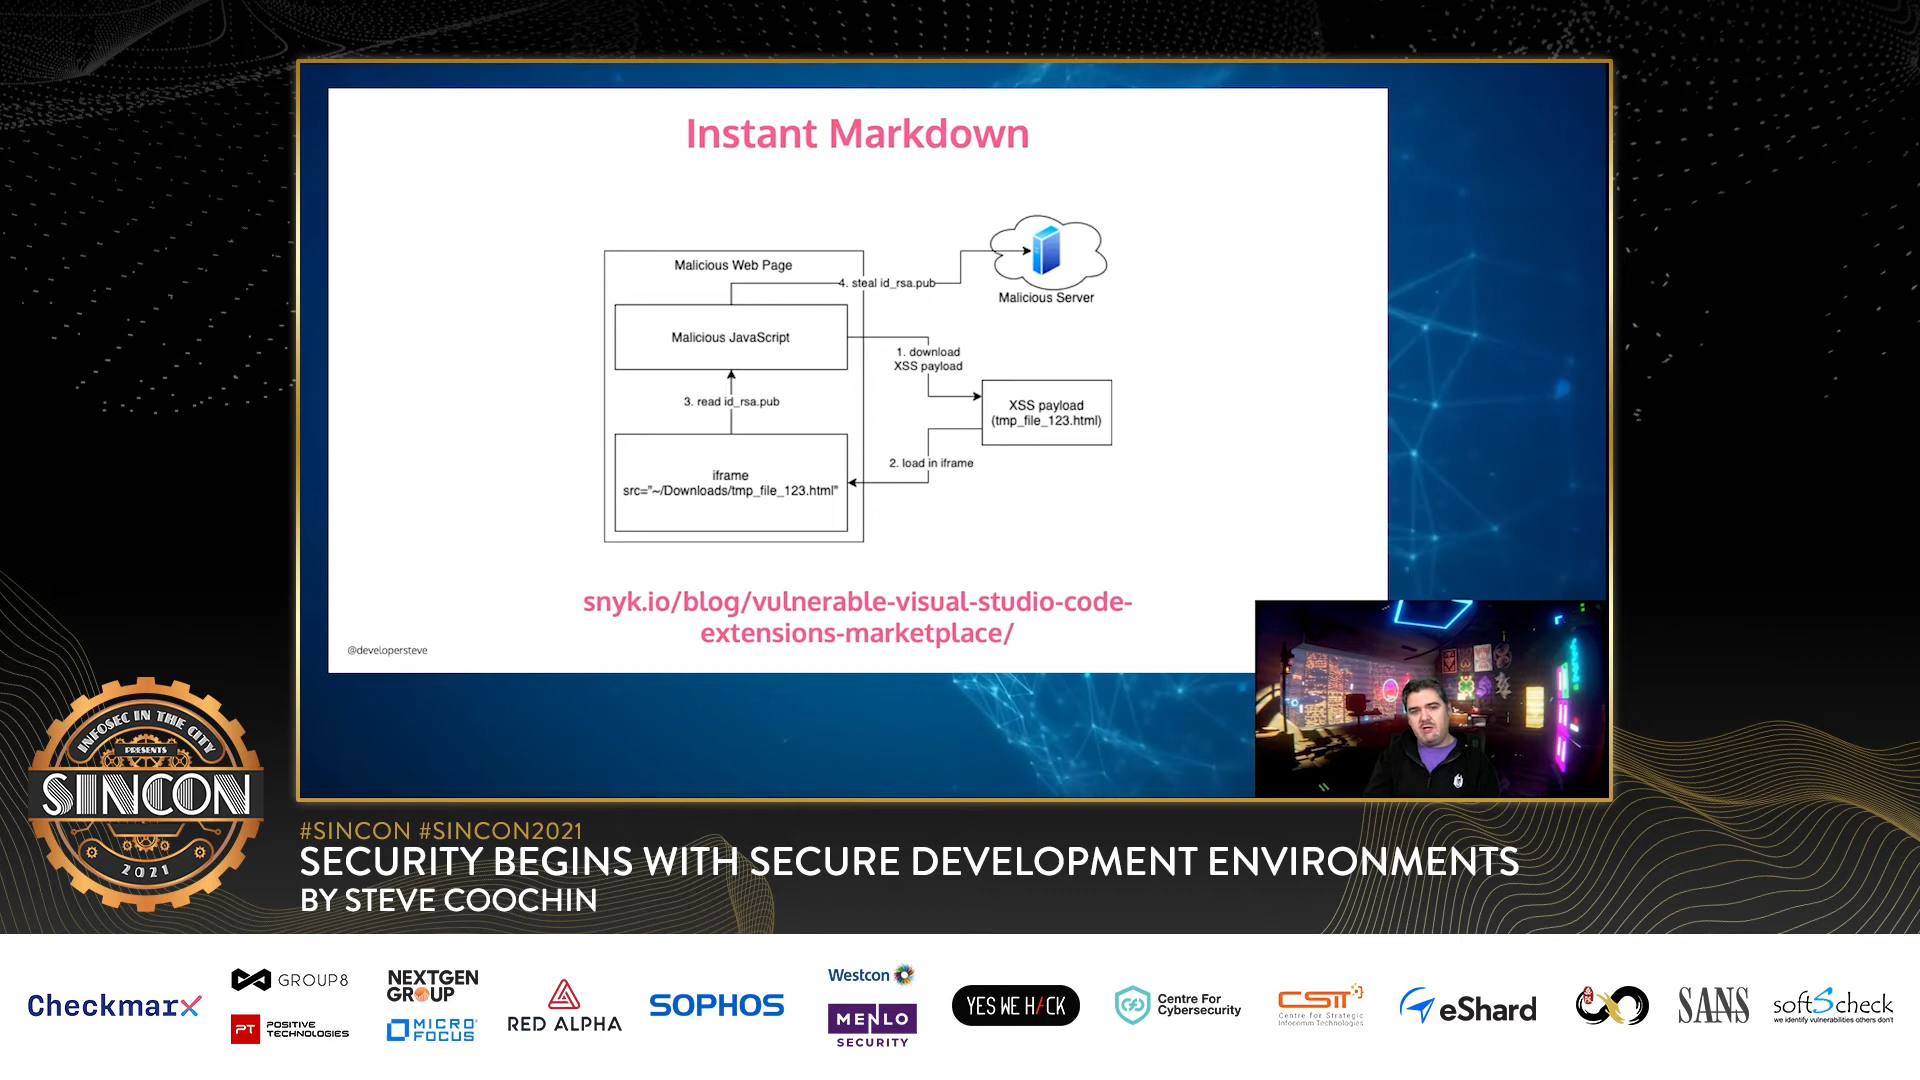 Instant Markdown
Malicious Web Page
4. steal id_rsa.pub
Malicious Server
Malicious JavaScript
1. download
XSS payload
3. read id_rsa.pub
XSS payload
(tmp_file_123.html)
2. load in iframe
iframe
src="~/Downloads/tmp_file_123.html"
snyk.io/blog/vulnerable-visual-studio-code-
extensions-marketplace/
@developersteve
INFOSEC IN THE CITY
PRESENTS
SINCON
2021
#SINCON #SINCON2021
SECURITY BEGINS WITH SECURE DEVELOPMENT ENVIRONMENTS
BY STEVE COOCHIN
Checkmarx
GROUP8
PT POSITIVE
TECHNOLOGIES
NEXTGEN
GROUP
MICRO
FOCUS
RED ALPHA
SOPHOS
Westcon
MENLO
SECURITY
YES WE H/CK
Centre For
Cybersecurity
CSIT
Centre for Strategic
Infocomm Technologies
eShard
SANS
softScheck
we identify vulnerabilities others don't